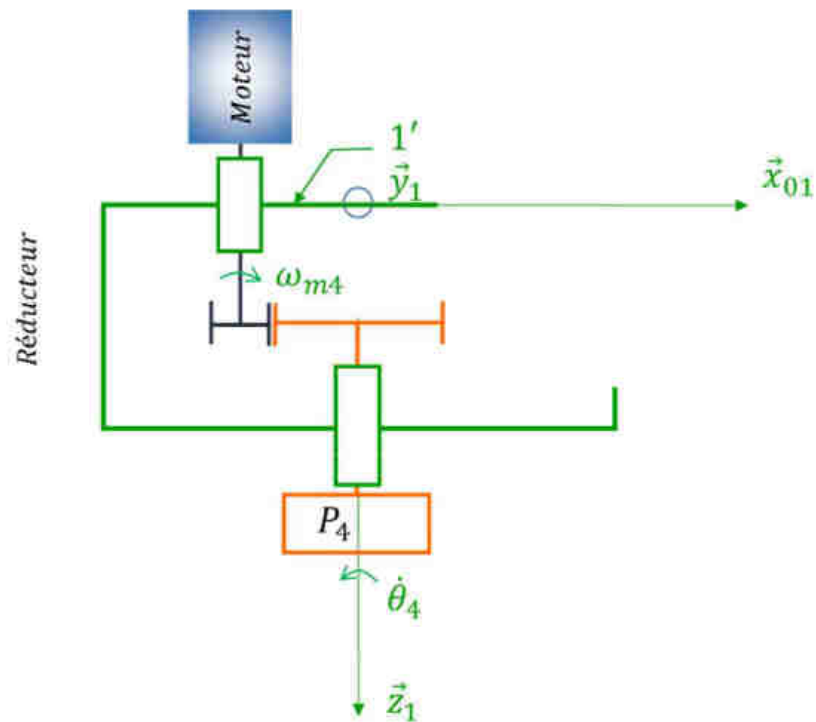 Moteur
1′
y⃗₁
x⃗₀₁
ωₘ₄
Réducteur
P₄
θ̇₄
z⃗₁